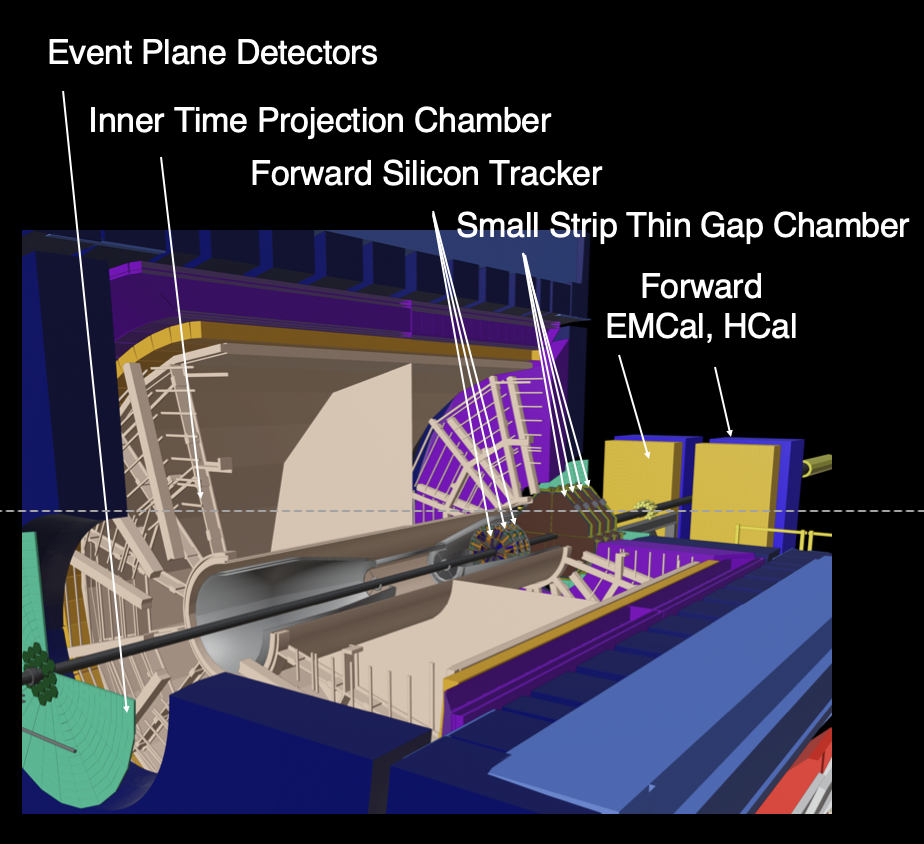 Event Plane Detectors
Inner Time Projection Chamber
Forward Silicon Tracker
Small Strip Thin Gap Chamber
Forward
EMCal, HCal